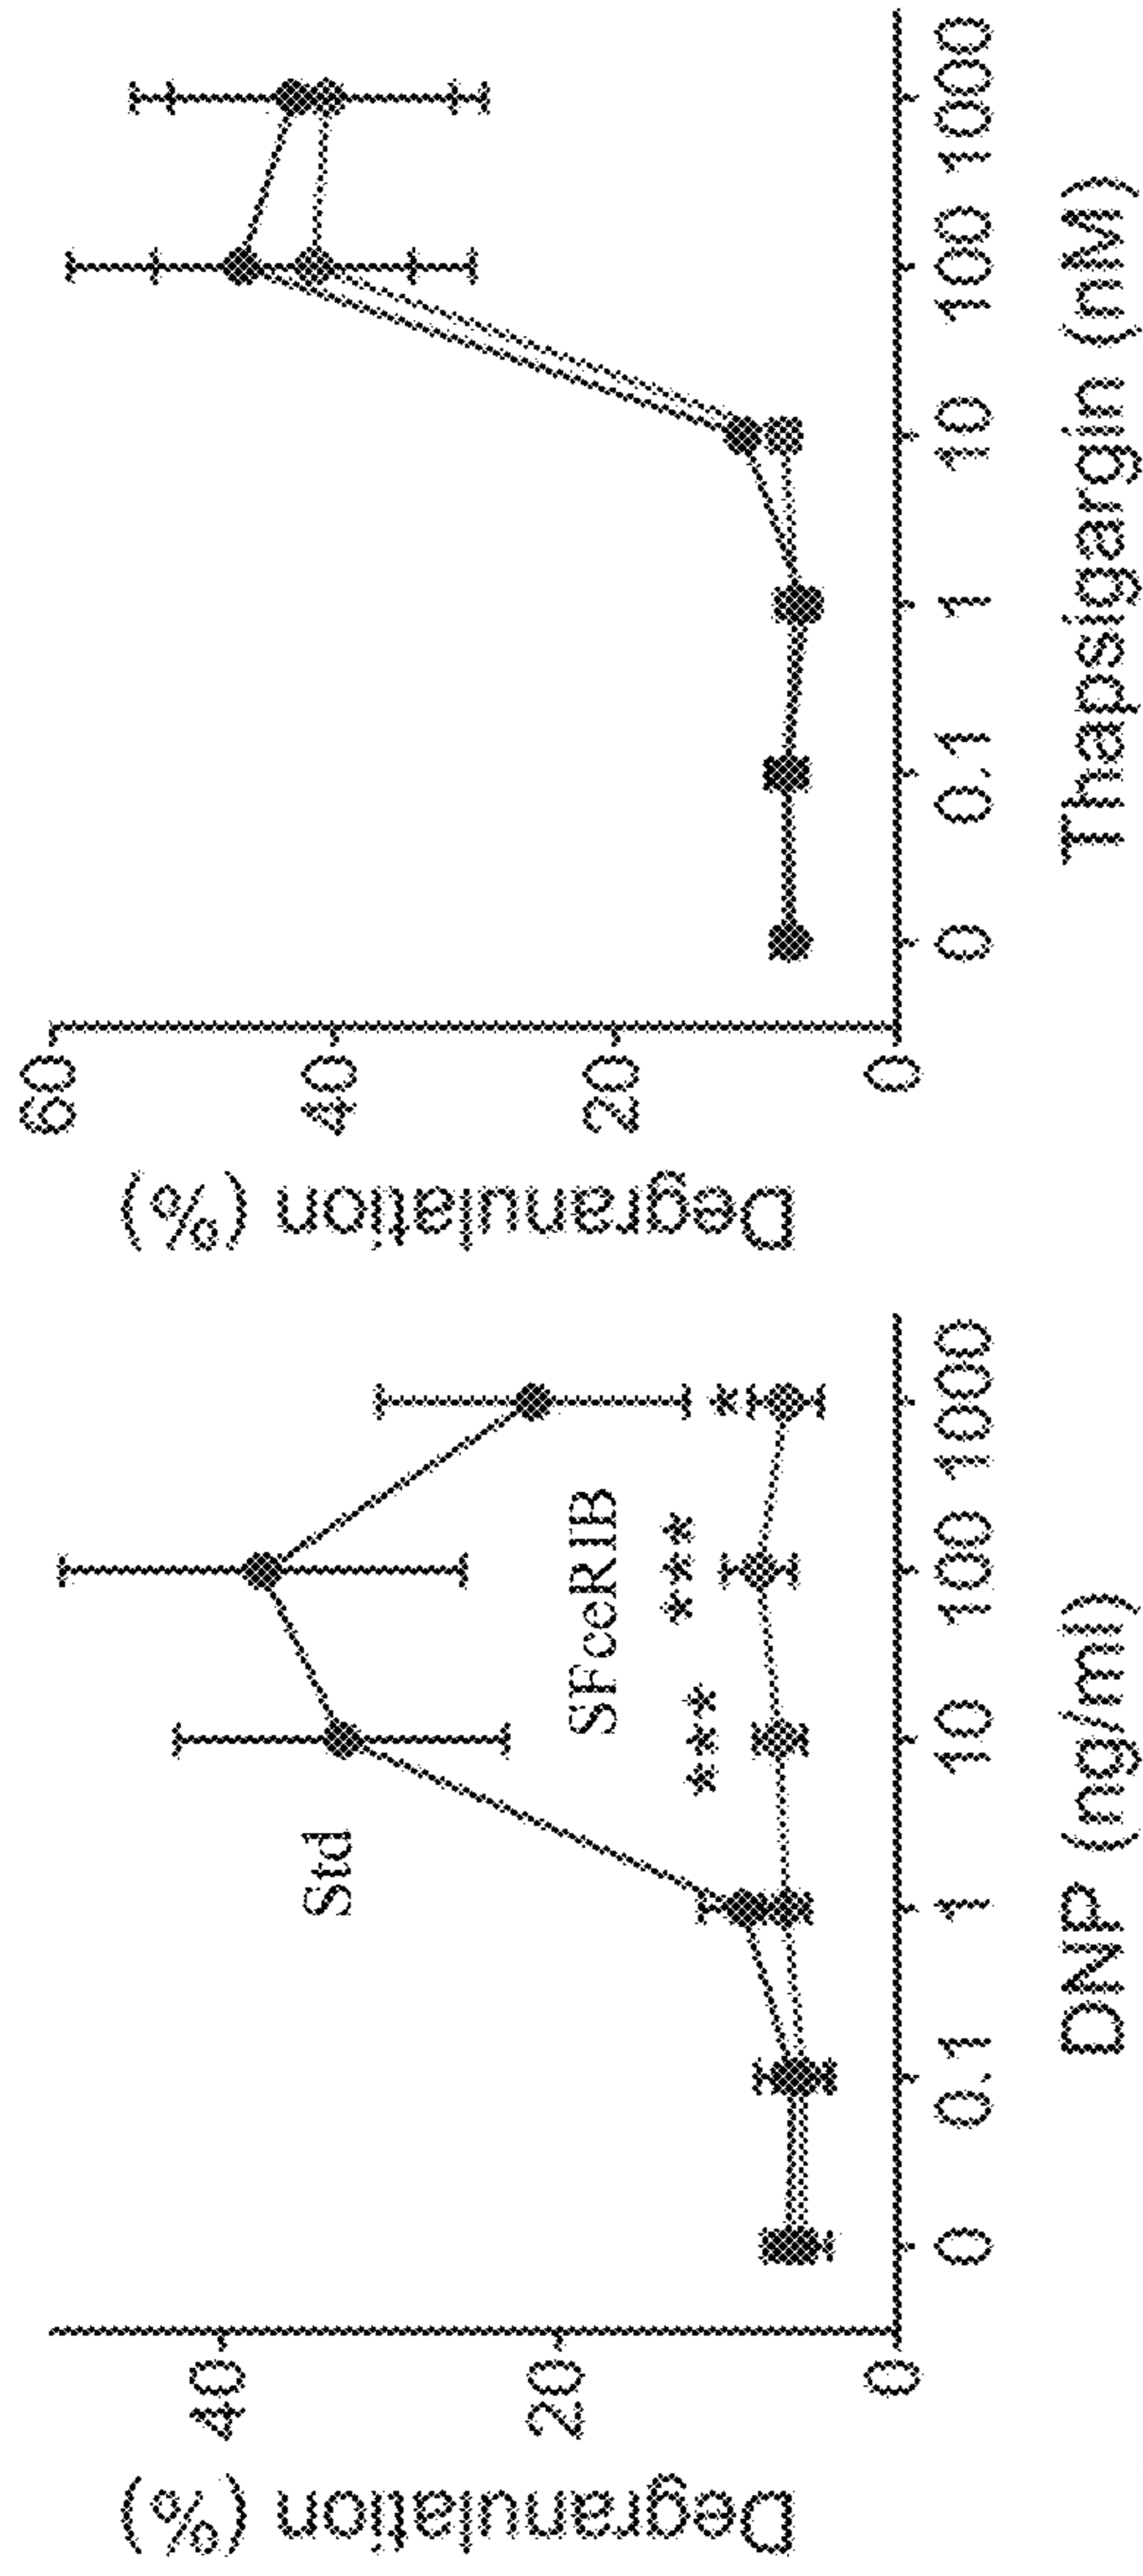 Degranulation (%)
40
20
0
Std
SFceRIB
***
***
*
0 0.1 1 10 100 1000
DNP (ng/ml)
Degranulation (%)
60
40
20
0
0 0.1 1 10 100 1000
Thapsigargin (nM)